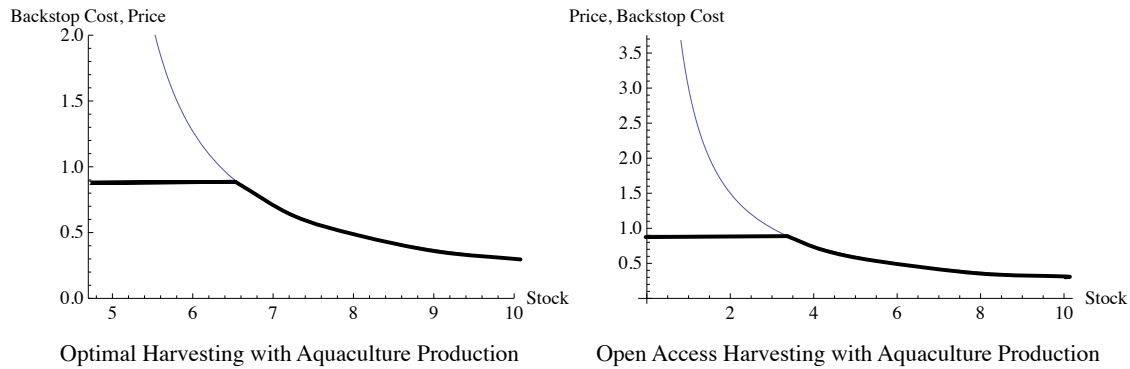 Backstop Cost, Price
2.0
1.5
1.0
0.5
0.0
5 6 7 8 9 10
Stock
Optimal Harvesting with Aquaculture Production
Price, Backstop Cost
3.5
3.0
2.5
2.0
1.5
1.0
0.5
2 4 6 8 10
Stock
Open Access Harvesting with Aquaculture Production